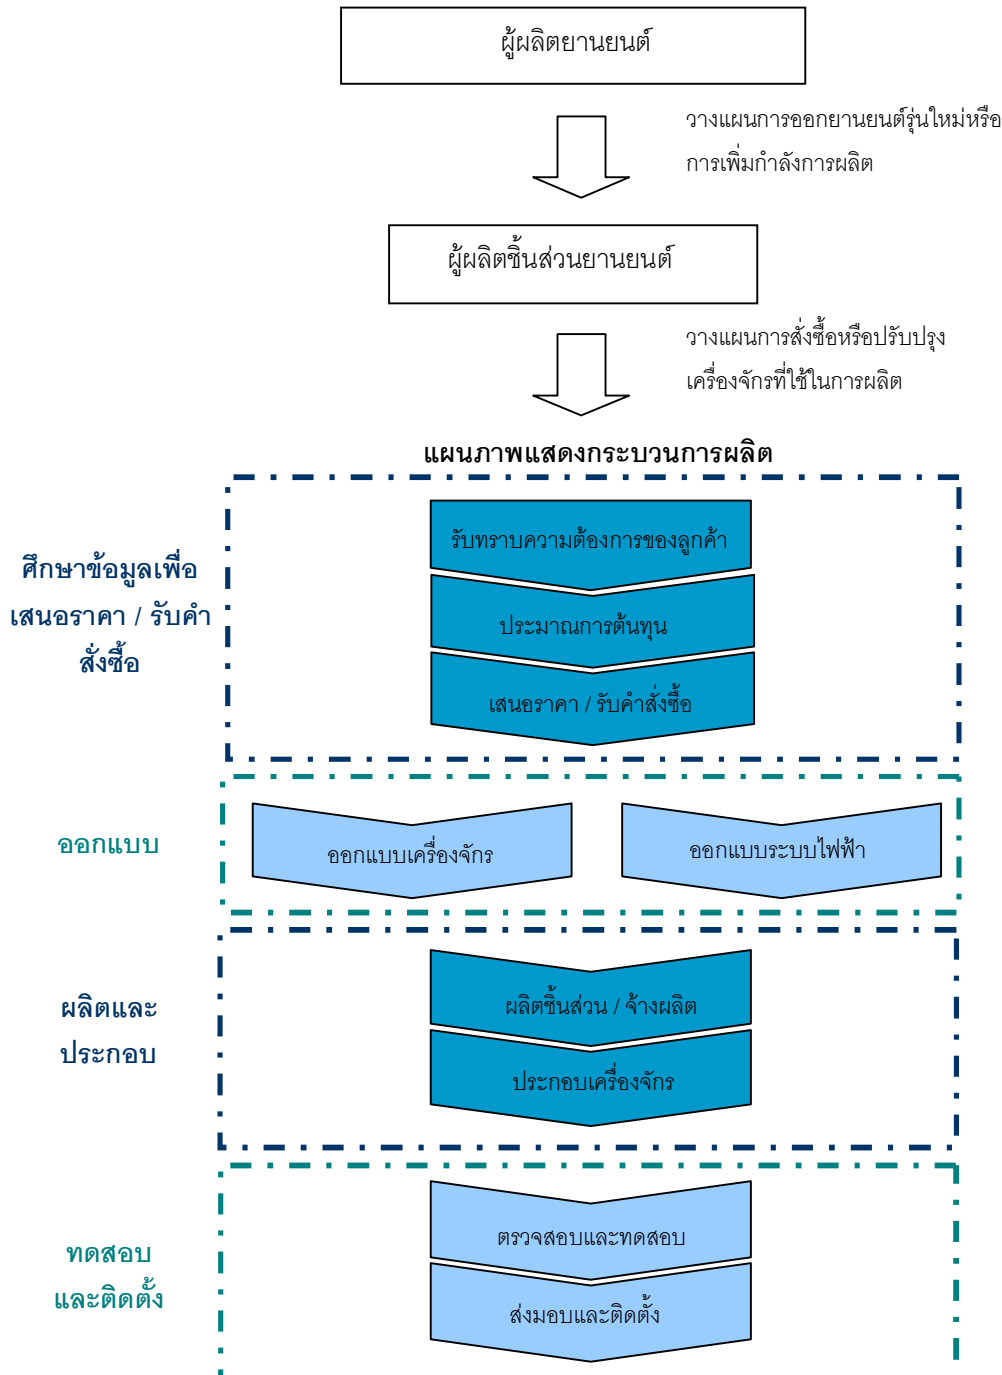 ผู้ผลิตยานยนต์
วางแผนการออกยานยนต์รุ่นใหม่หรือ
การเพิ่มกำลังการผลิต
ผู้ผลิตชิ้นส่วนยานยนต์
วางแผนการสั่งซื้อหรือปรับปรุง
เครื่องจักรที่ใช้ในการผลิต
แผนภาพแสดงกระบวนการผลิต
ศึกษาข้อมูลเพื่อ
เสนอราคา / รับคำ
สั่งซื้อ
รับทราบความต้องการของลูกค้า
ประมาณการต้นทุน
เสนอราคา / รับคำสั่งซื้อ
ออกแบบ
ออกแบบเครื่องจักร
ออกแบบระบบไฟฟ้า
ผลิตและ
ประกอบ
ผลิตชิ้นส่วน / จ้างผลิต
ประกอบเครื่องจักร
ทดสอบ
และติดตั้ง
ตรวจสอบและทดสอบ
ส่งมอบและติดตั้ง